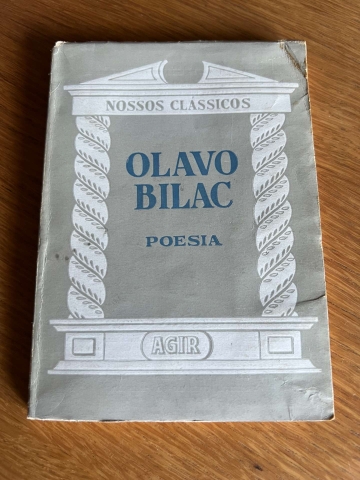 NOSSOS CLÁSSICOS
OLAVO
BILAC
POESIA
AGIR